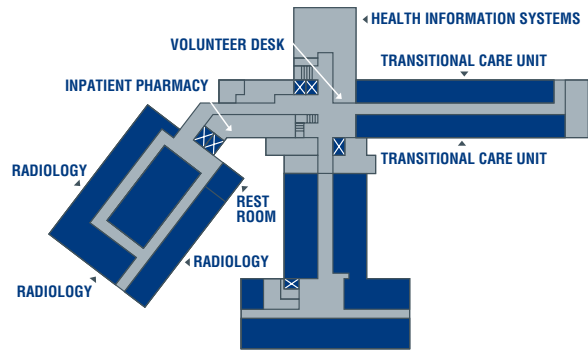 HEALTH INFORMATION SYSTEMS
VOLUNTEER DESK
TRANSITIONAL CARE UNIT
INPATIENT PHARMACY
TRANSITIONAL CARE UNIT
RADIOLOGY
REST
ROOM
RADIOLOGY
RADIOLOGY